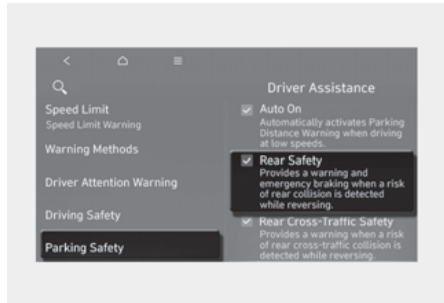 Driver Assistance
Speed Limit
Speed Limit Warning
Warning Methods
Driver Attention Warning
Driving Safety
Parking Safety
Auto On
Automatically activates Parking
Distance Warning when driving
at low speeds.
Rear Safety
Provides a warning and
emergency braking when a risk
of rear collision is detected
while reversing.
Rear Cross-Traffic Safety
Provides a warning when a risk
of rear cross-traffic collision is
detected while reversing.